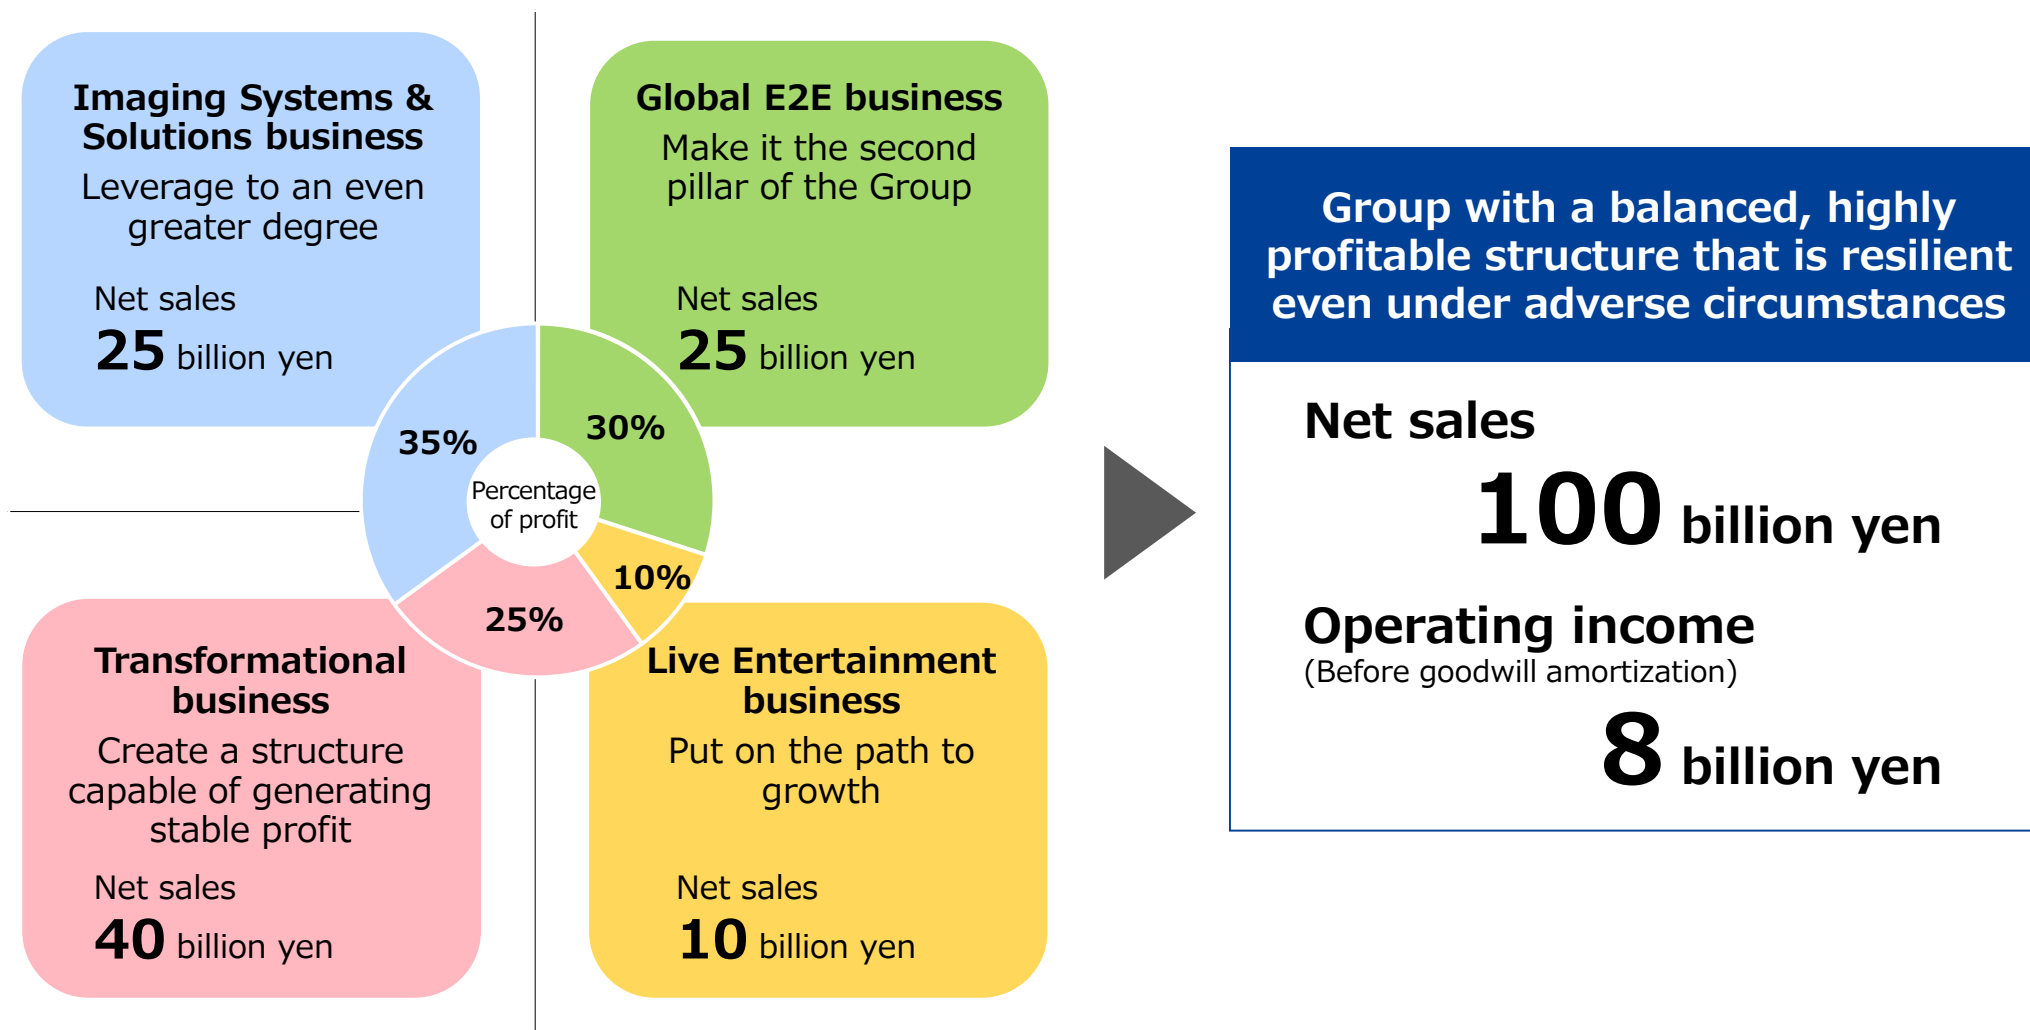 Imaging Systems &
Solutions business
Leverage to an even
greater degree
Net sales
25 billion yen
Global E2E business
Make it the second
pillar of the Group
Net sales
25 billion yen
35%
30%
Percentage
of profit
10%
25%
Transformational
business
Create a structure
capable of generating
stable profit
Net sales
40 billion yen
Live Entertainment
business
Put on the path to
growth
Net sales
10 billion yen
Group with a balanced, highly
profitable structure that is resilient
even under adverse circumstances
Net sales
100 billion yen
Operating income
(Before goodwill amortization)
8 billion yen